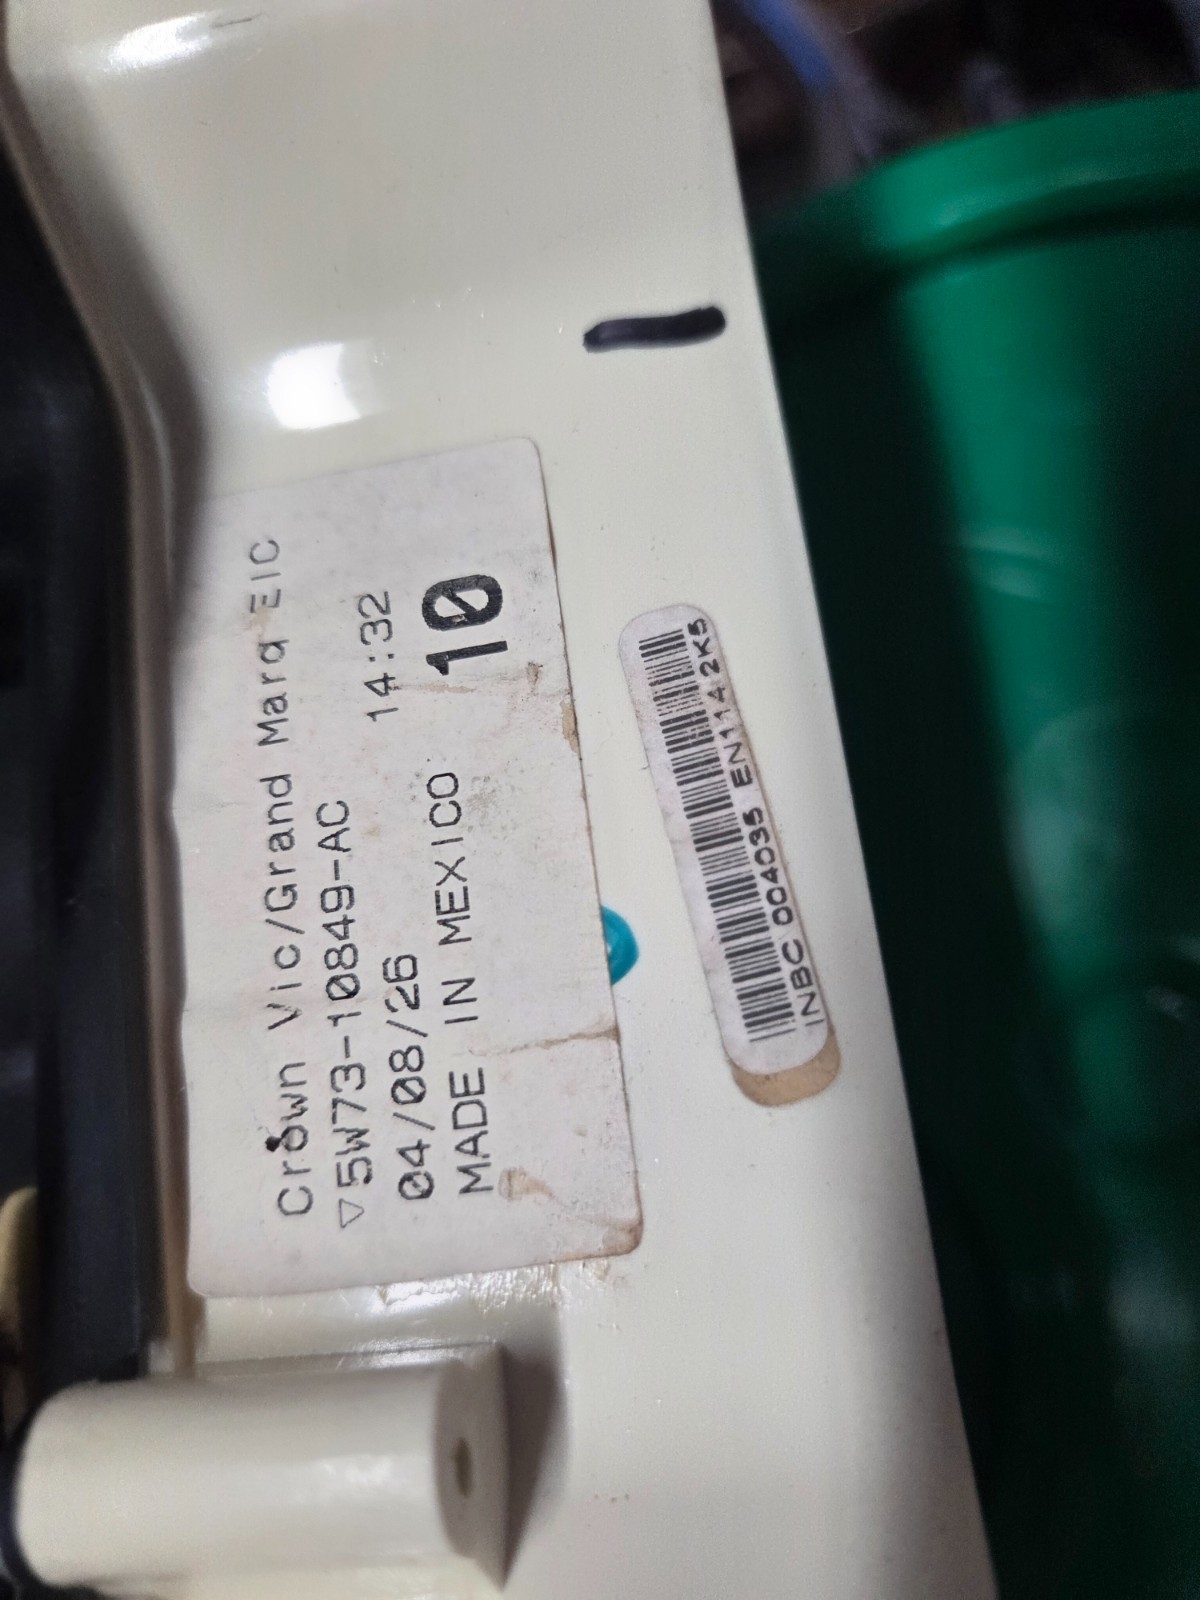 Crown Vic/Grand Marq EIC
▽5W73-10849-AC 14:32
04/08/26 10
MADE IN MEXICO
INBC 004035 EN1142K5